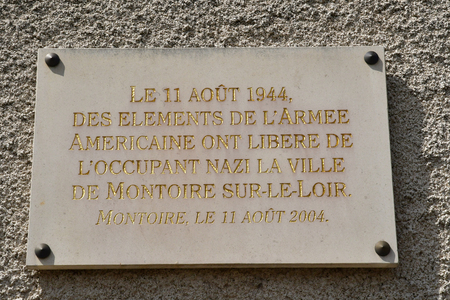 LE 11 AOÛT 1944,
DES ELEMENTS DE L'ARMEE
AMERICAINE ONT LIBERE DE
L'OCCUPANT NAZI LA VILLE
DE MONTOIRE SUR-LE-LOIR.
MONTOIRE, LE 11 AOÛT 2004.